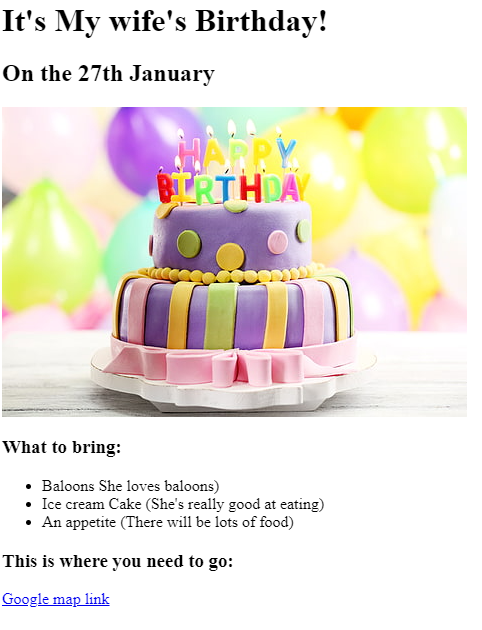 It's My wife's Birthday!
On the 27th January
HAPPY
BIRTHDAY
What to bring:
Baloons She loves baloons)
Ice cream Cake (She's really good at eating)
An appetite (There will be lots of food)
This is where you need to go:
Google map link